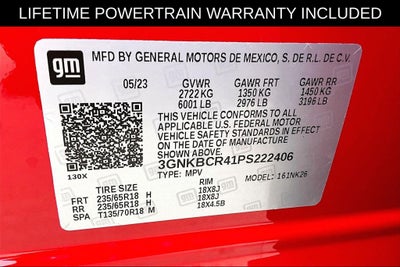 LIFETIME POWERTRAIN WARRANTY INCLUDED
gm
MFD BY GENERAL MOTORS DE MEXICO, S. DE R.L. DE C.V.
05/23 GVWR GAWR FRT GAWR RR
2722 KG 1350 KG 1450 KG
6001 LB 2976 LB 3196 LB
THIS VEHICLE CONFORMS TO ALL
APPLICABLE U.S. FEDERAL MOTOR
VEHICLE SAFETY STANDARDS IN EFFECT
ON THE DATE OF MANUFACTURE
SHOWN ABOVE.
3GNKBCR41PS222406
130X TYPE: MPV MODEL: 161NK26
TIRE SIZE RIM
FRT 235/65R18 H 18X8J
RR 235/65R18 H 18X8J
SPA T135/70R18 M 18X4.5B